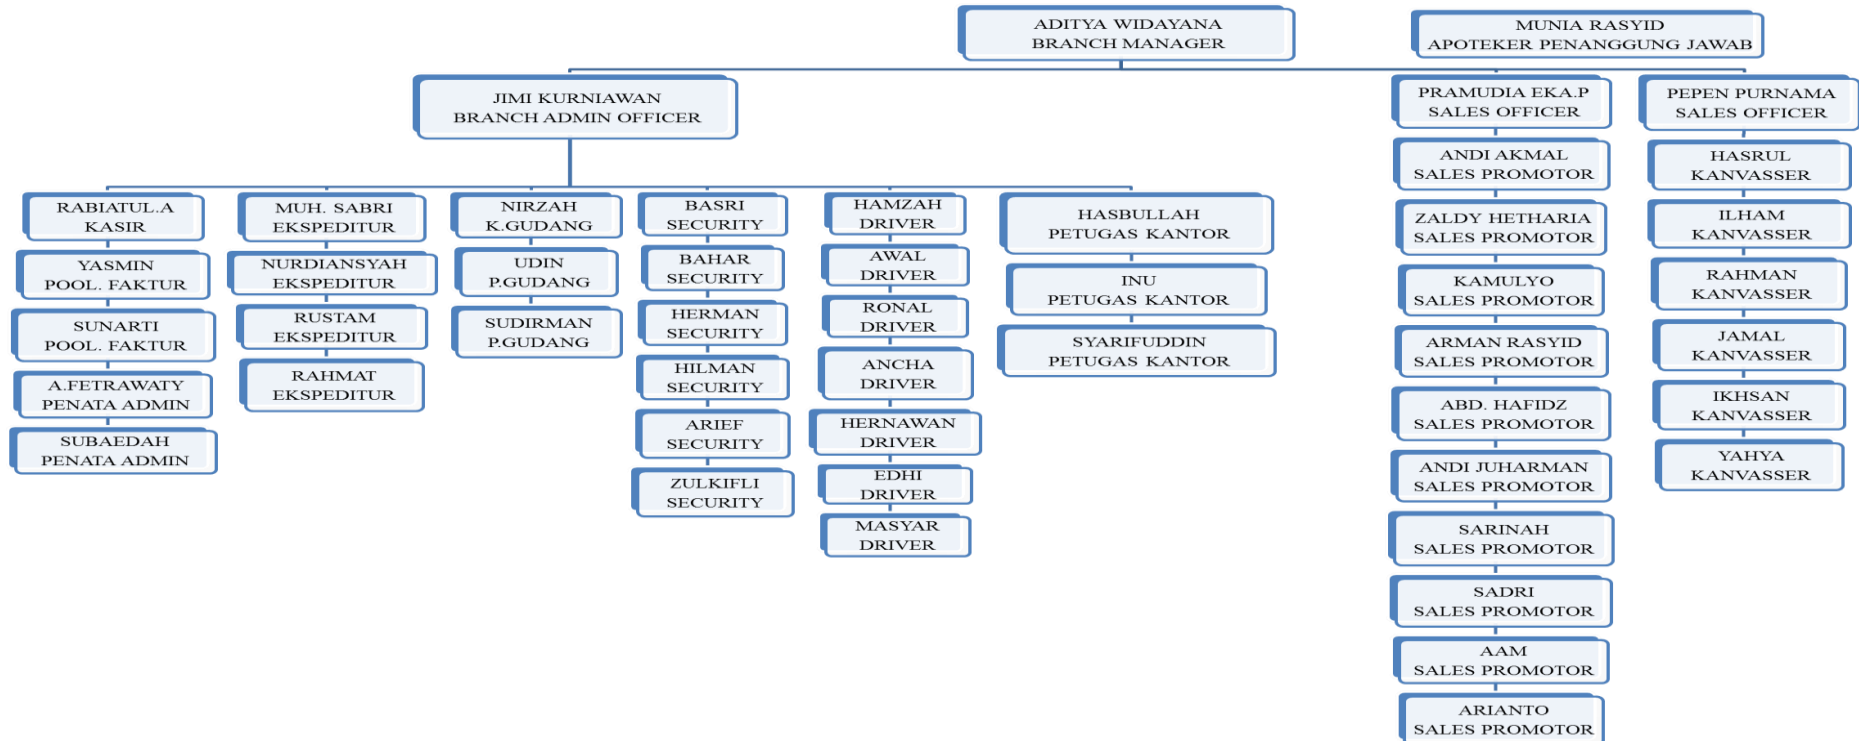 ADITYA WIDAYANA
BRANCH MANAGER
MUNIA RASYID
APOTEKER PENANGGUNG JAWAB
JIMI KURNIAWAN
BRANCH ADMIN OFFICER
PRAMUDIA EKA.P
SALES OFFICER
PEPEN PURNAMA
SALES OFFICER
RABIATUL.A
KASIR
YASMIN
POOL. FAKTUR
SUNARTI
POOL. FAKTUR
A.FETRAWATY
PENATA ADMIN
SUBAEDAH
PENATA ADMIN
MUH. SABRI
EKSPEDITUR
NURDIANSYAH
EKSPEDITUR
RUSTAM
EKSPEDITUR
RAHMAT
EKSPEDITUR
NIRZAH
K.GUDANG
UDIN
P.GUDANG
SUDIRMAN
P.GUDANG
BASRI
SECURITY
BAHAR
SECURITY
HERMAN
SECURITY
HILMAN
SECURITY
ARIEF
SECURITY
ZULKIFLI
SECURITY
HAMZAH
DRIVER
AWAL
DRIVER
RONAL
DRIVER
ANCHA
DRIVER
HERNAWAN
DRIVER
EDHI
DRIVER
MASYAR
DRIVER
HASBULLAH
PETUGAS KANTOR
INU
PETUGAS KANTOR
SYARIFUDDIN
PETUGAS KANTOR
ANDI AKMAL
SALES PROMOTOR
ZALDY HETHARIA
SALES PROMOTOR
KAMULYO
SALES PROMOTOR
ARMAN RASYID
SALES PROMOTOR
ABD. HAFIDZ
SALES PROMOTOR
ANDI JUHARMAN
SALES PROMOTOR
SARINAH
SALES PROMOTOR
SADRI
SALES PROMOTOR
AAM
SALES PROMOTOR
ARIANTO
SALES PROMOTOR
HASRUL
KANVASSER
ILHAM
KANVASSER
RAHMAN
KANVASSER
JAMAL
KANVASSER
IKHSAN
KANVASSER
YAHYA
KANVASSER